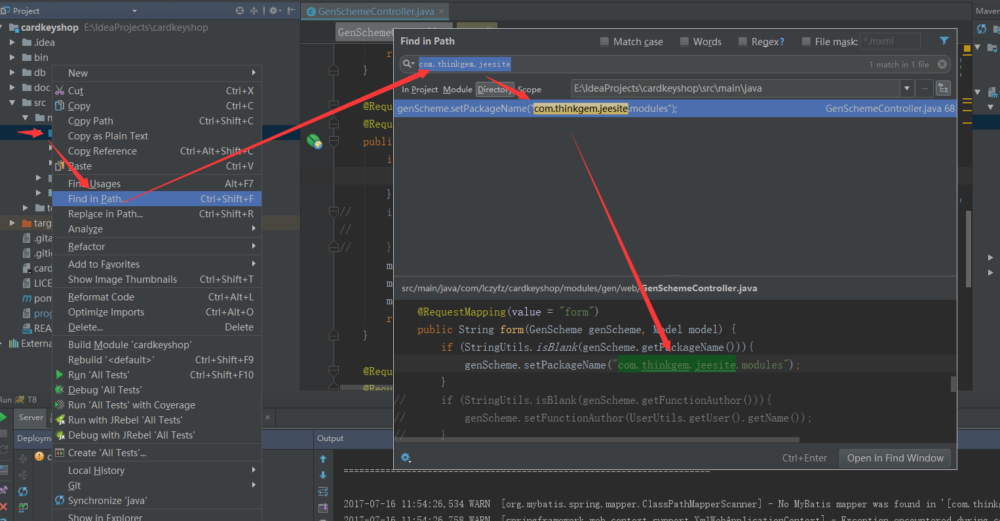 Project
GenSchemeController.java
Maven
cardkeyshop E:\IdeaProjects\cardkeyshop
.idea
bin
db
doc
src
targ
.gita
.gitig
card
LICE
pom
prog
REA
Externa
New
Cut Ctrl+X
Copy Ctrl+C
Copy Path Ctrl+Shift+C
Copy as Plain Text
Copy Reference Ctrl+Alt+Shift+C
Paste Ctrl+V
Find Usages Alt+F7
Find in Path... Ctrl+Shift+F
Replace in Path... Ctrl+Shift+R
Analyze
Refactor
Add to Favorites
Show Image Thumbnails Ctrl+Shift+T
Reformat Code Ctrl+Alt+L
Optimize Imports Ctrl+Alt+O
Delete... Delete
Build Module 'cardkeyshop'
Rebuild '<default>' Ctrl+Shift+F9
Run 'All Tests' Ctrl+Shift+F10
Debug 'All Tests'
Run 'All Tests' with Coverage
Run with JRebel 'All Tests'
Debug with JRebel 'All Tests'
Create 'All Tests'...
Local History
Git
Synchronize 'java'
Show in Explorer
GenSchemeC
r
}
@Requ
@Requ
publi
i
}
// i
//
// }
m
m
m
r
}
@Requ
@Requ
Find in Path
Match case Words Regex? File mask: *.mxml
com.thinkgem.jeesite 1 match in 1 file
In Project Module Directory Scope E:\IdeaProjects\cardkeyshop\src\main\java ...
genScheme.setPackageName("com.thinkgem.jeesite.modules"); GenSchemeController.java 68
src/main/java/com/lczyfz/cardkeyshop/modules/gen/web/GenSchemeController.java
@RequestMapping(value = "form")
public String form(GenScheme genScheme, Model model) {
if (StringUtils.isBlank(genScheme.getPackageName())){
genScheme.setPackageName("com.thinkgem.jeesite.modules");
}
// if (StringUtils.isBlank(genScheme.getFunctionAuthor())){
// genScheme.setFunctionAuthor(UserUtils.getUser().getName());
// }
Ctrl+Enter Open in Find Window
Run T8
Server
Deploym
Output
======================================================================
2017-07-16 11:54:26,534 WARN [org.mybatis.spring.mapper.ClassPathMapperScanner] - No MyBatis mapper was found in '[com.think
2017-07-16 11:54:26,758 WARN [springframework.web.context.support.XmlWebApplicationContext] - Exception encountered during c